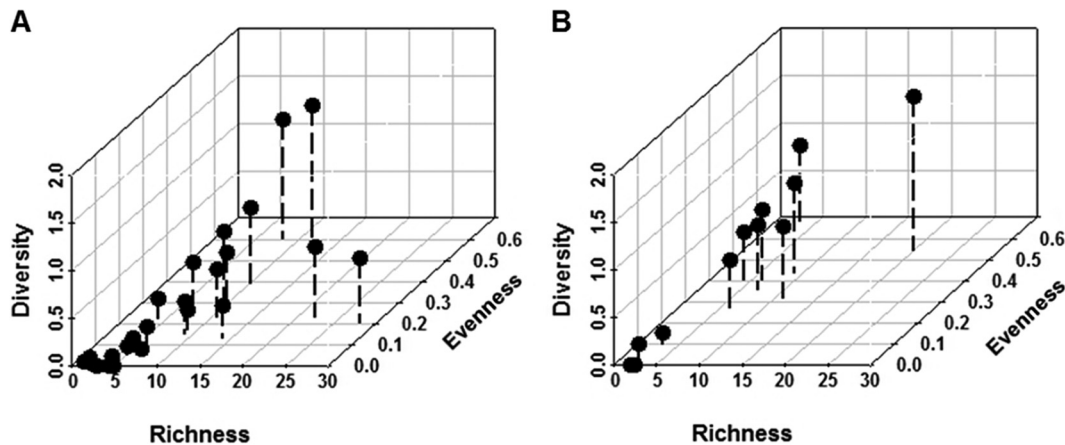 A B
2.0 2.0
0.6 0.6
1.5 1.5
0.5 0.5
1.0 1.0
0.4 0.4
Diversity Diversity
0.3 0.3
Evenness Evenness
0.5 0.5
0.2 0.2
0.1 0.1
0.0 0.0
0.0 0.0
0 5 10 15 20 25 30 0 5 10 15 20 25 30
Richness Richness